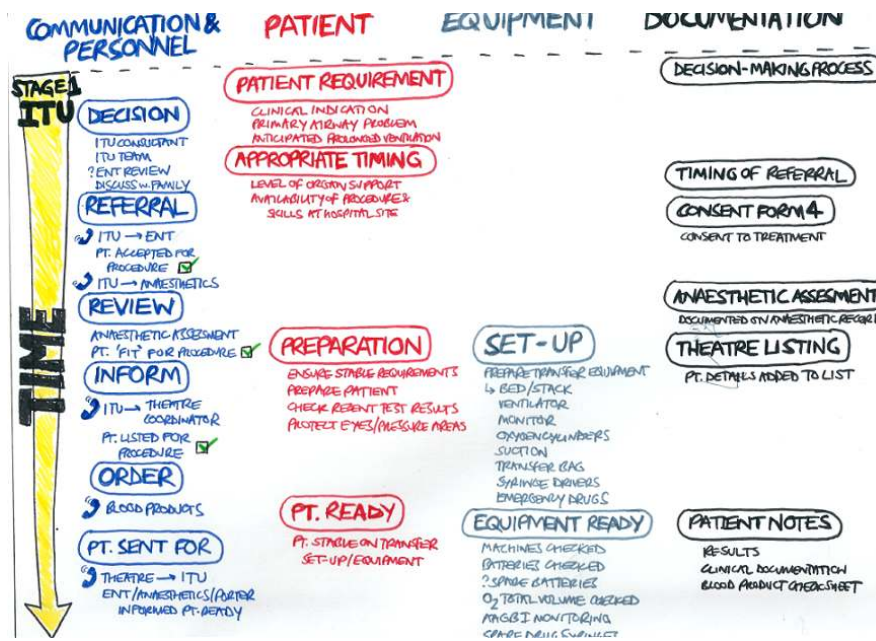 COMMUNICATION &
PERSONNEL
PATIENT
EQUIPMENT
DOCUMENTATION
STAGE 1
ITU
TIME
DECISION
ITU CONSULTANT
ITU TEAM
? ENT REVIEW
DISCUSS W. FAMILY
REFERRAL
ITU → ENT
PT. ACCEPTED FOR
PROCEDURE
ITU → ANAESTHETICS
REVIEW
ANAESTHETIC ASSESSMENT
PT. 'FIT' FOR PROCEDURE
INFORM
ITU → THEATRE
COORDINATOR
PT. LISTED FOR
PROCEDURE
ORDER
BLOOD PRODUCTS
PT. SENT FOR
THEATRE → ITU
ENT/ANAESTHETICS/PORTER
INFORMED PT. READY
PATIENT REQUIREMENT
CLINICAL INDICATION
PRIMARY AIRWAY PROBLEM
ANTICIPATED PROLONGED VENTILATION
APPROPRIATE TIMING
LEVEL OF ORGAN SUPPORT
AVAILABILITY OF PROCEDURE &
SKILLS AT HOSPITAL SITE
PREPARATION
ENSURE STABLE REQUIREMENTS
PREPARE PATIENT
CHECK RECENT TEST RESULTS
PROTECT EYES/PRESSURE AREAS
PT. READY
PT. STABLE ON TRANSFER
SET-UP/EQUIPMENT
SET-UP
PREPARE TRANSFER EQUIPMENT
↳ BED/STACK
VENTILATOR
MONITOR
OXYGEN CYLINDERS
SUCTION
TRANSFER BAG
SYRINGE DRIVERS
EMERGENCY DRUGS
EQUIPMENT READY
MACHINES CHECKED
BATTERIES CHECKED
? SPARE BATTERIES
O2 TOTAL VOLUME CHECKED
AAGBI MONITORING
SPARE DRUG SYRINGES
DECISION-MAKING PROCESS
TIMING OF REFERRAL
CONSENT FORM 4
CONSENT TO TREATMENT
ANAESTHETIC ASSESMENT
DOCUMENTED ON ANAESTHETIC RECORD
THEATRE LISTING
PT. DETAILS ADDED TO LIST
PATIENT NOTES
RESULTS
CLINICAL DOCUMENTATION
BLOOD PRODUCT CHECKSHEET